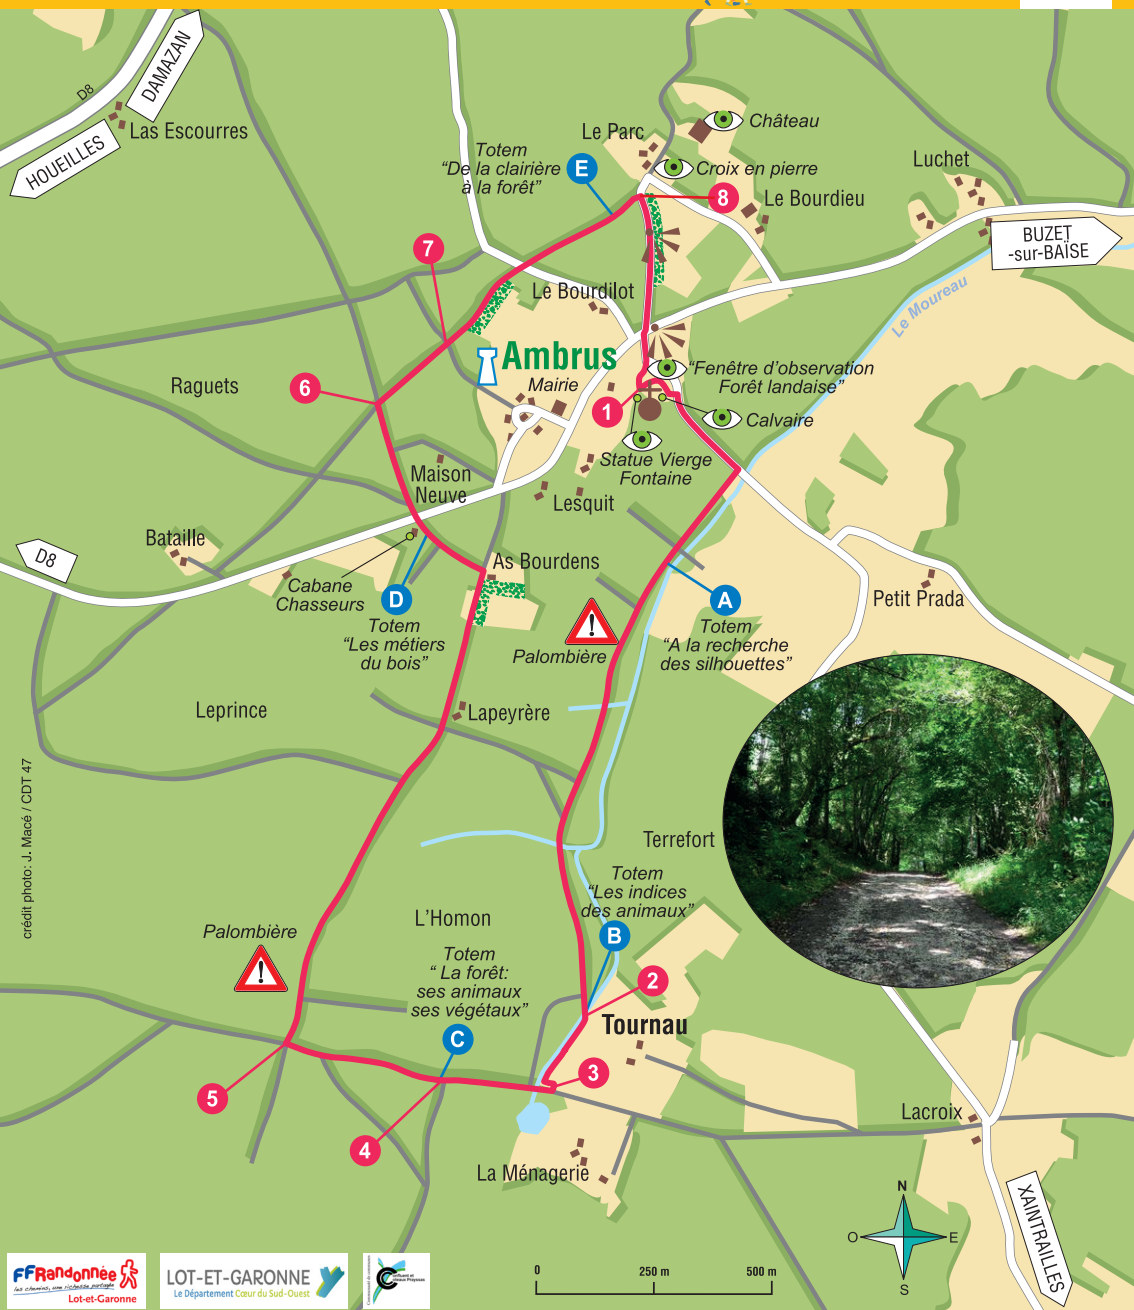 D8
DAMAZAN
HOUEILLES
Las Escourres
Totem
“De la clairière
à la forêt”
E
Le Parc
Château
Croix en pierre
8
Le Bourdieu
Luchet
BUZET
-sur-BAÏSE
Le Moureau
7
Le Bourdilot
Ambrus
Mairie
“Fenêtre d’observation
Forêt landaise”
Raguets
6
1
Calvaire
Statue Vierge
Fontaine
Maison
Neuve
Lesquit
Bataille
D8
As Bourdens
Cabane
Chasseurs
D
Totem
“Les métiers
du bois”
A
Totem
“A la recherche
des silhouettes”
Petit Prada
Palombière
Leprince
Lapeyrère
crédit photo: J. Macé / CDT 47
Terrefort
Totem
“Les indices
des animaux”
B
L’Homon
Palombière
Totem
“ La forêt:
ses animaux
ses végétaux”
C
2
Tournau
3
5
4
Lacroix
La Ménagerie
XAINTRAILLES
N
O
E
S
0
250 m
500 m
FFRandonnée
les chemins, une richesse partagée
Lot-et-Garonne
LOT-ET-GARONNE
Le Département Cœur du Sud-Ouest